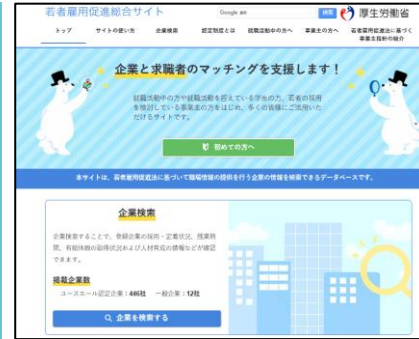 若者雇用促進総合サイト
Google 検索
検索
厚生労働省
トップ
サイトの使い方
企業検索
認定制度とは
就職活動中の方へ
事業主の方へ
若者雇用促進法に基づく
事業主指針の紹介
企業と求職者のマッチングを支援します！
就職活動中の方や就職活動を控えている学生の方、若者の採用
を検討している事業主の方をはじめ、多くの皆様にご活用いた
だけるサイトです。
初めての方へ
本サイトは、若者雇用促進法に基づいて職場情報の提供を行う企業の情報を検索できるデータベースです。
企業検索
企業検索することで、登録企業の採用・定着状況、残業時
間、有給休暇の取得状況および人材育成の情報などが確認
できます。
掲載企業数
ユースエール認定企業：446社　一般企業：12社
企業を検索する